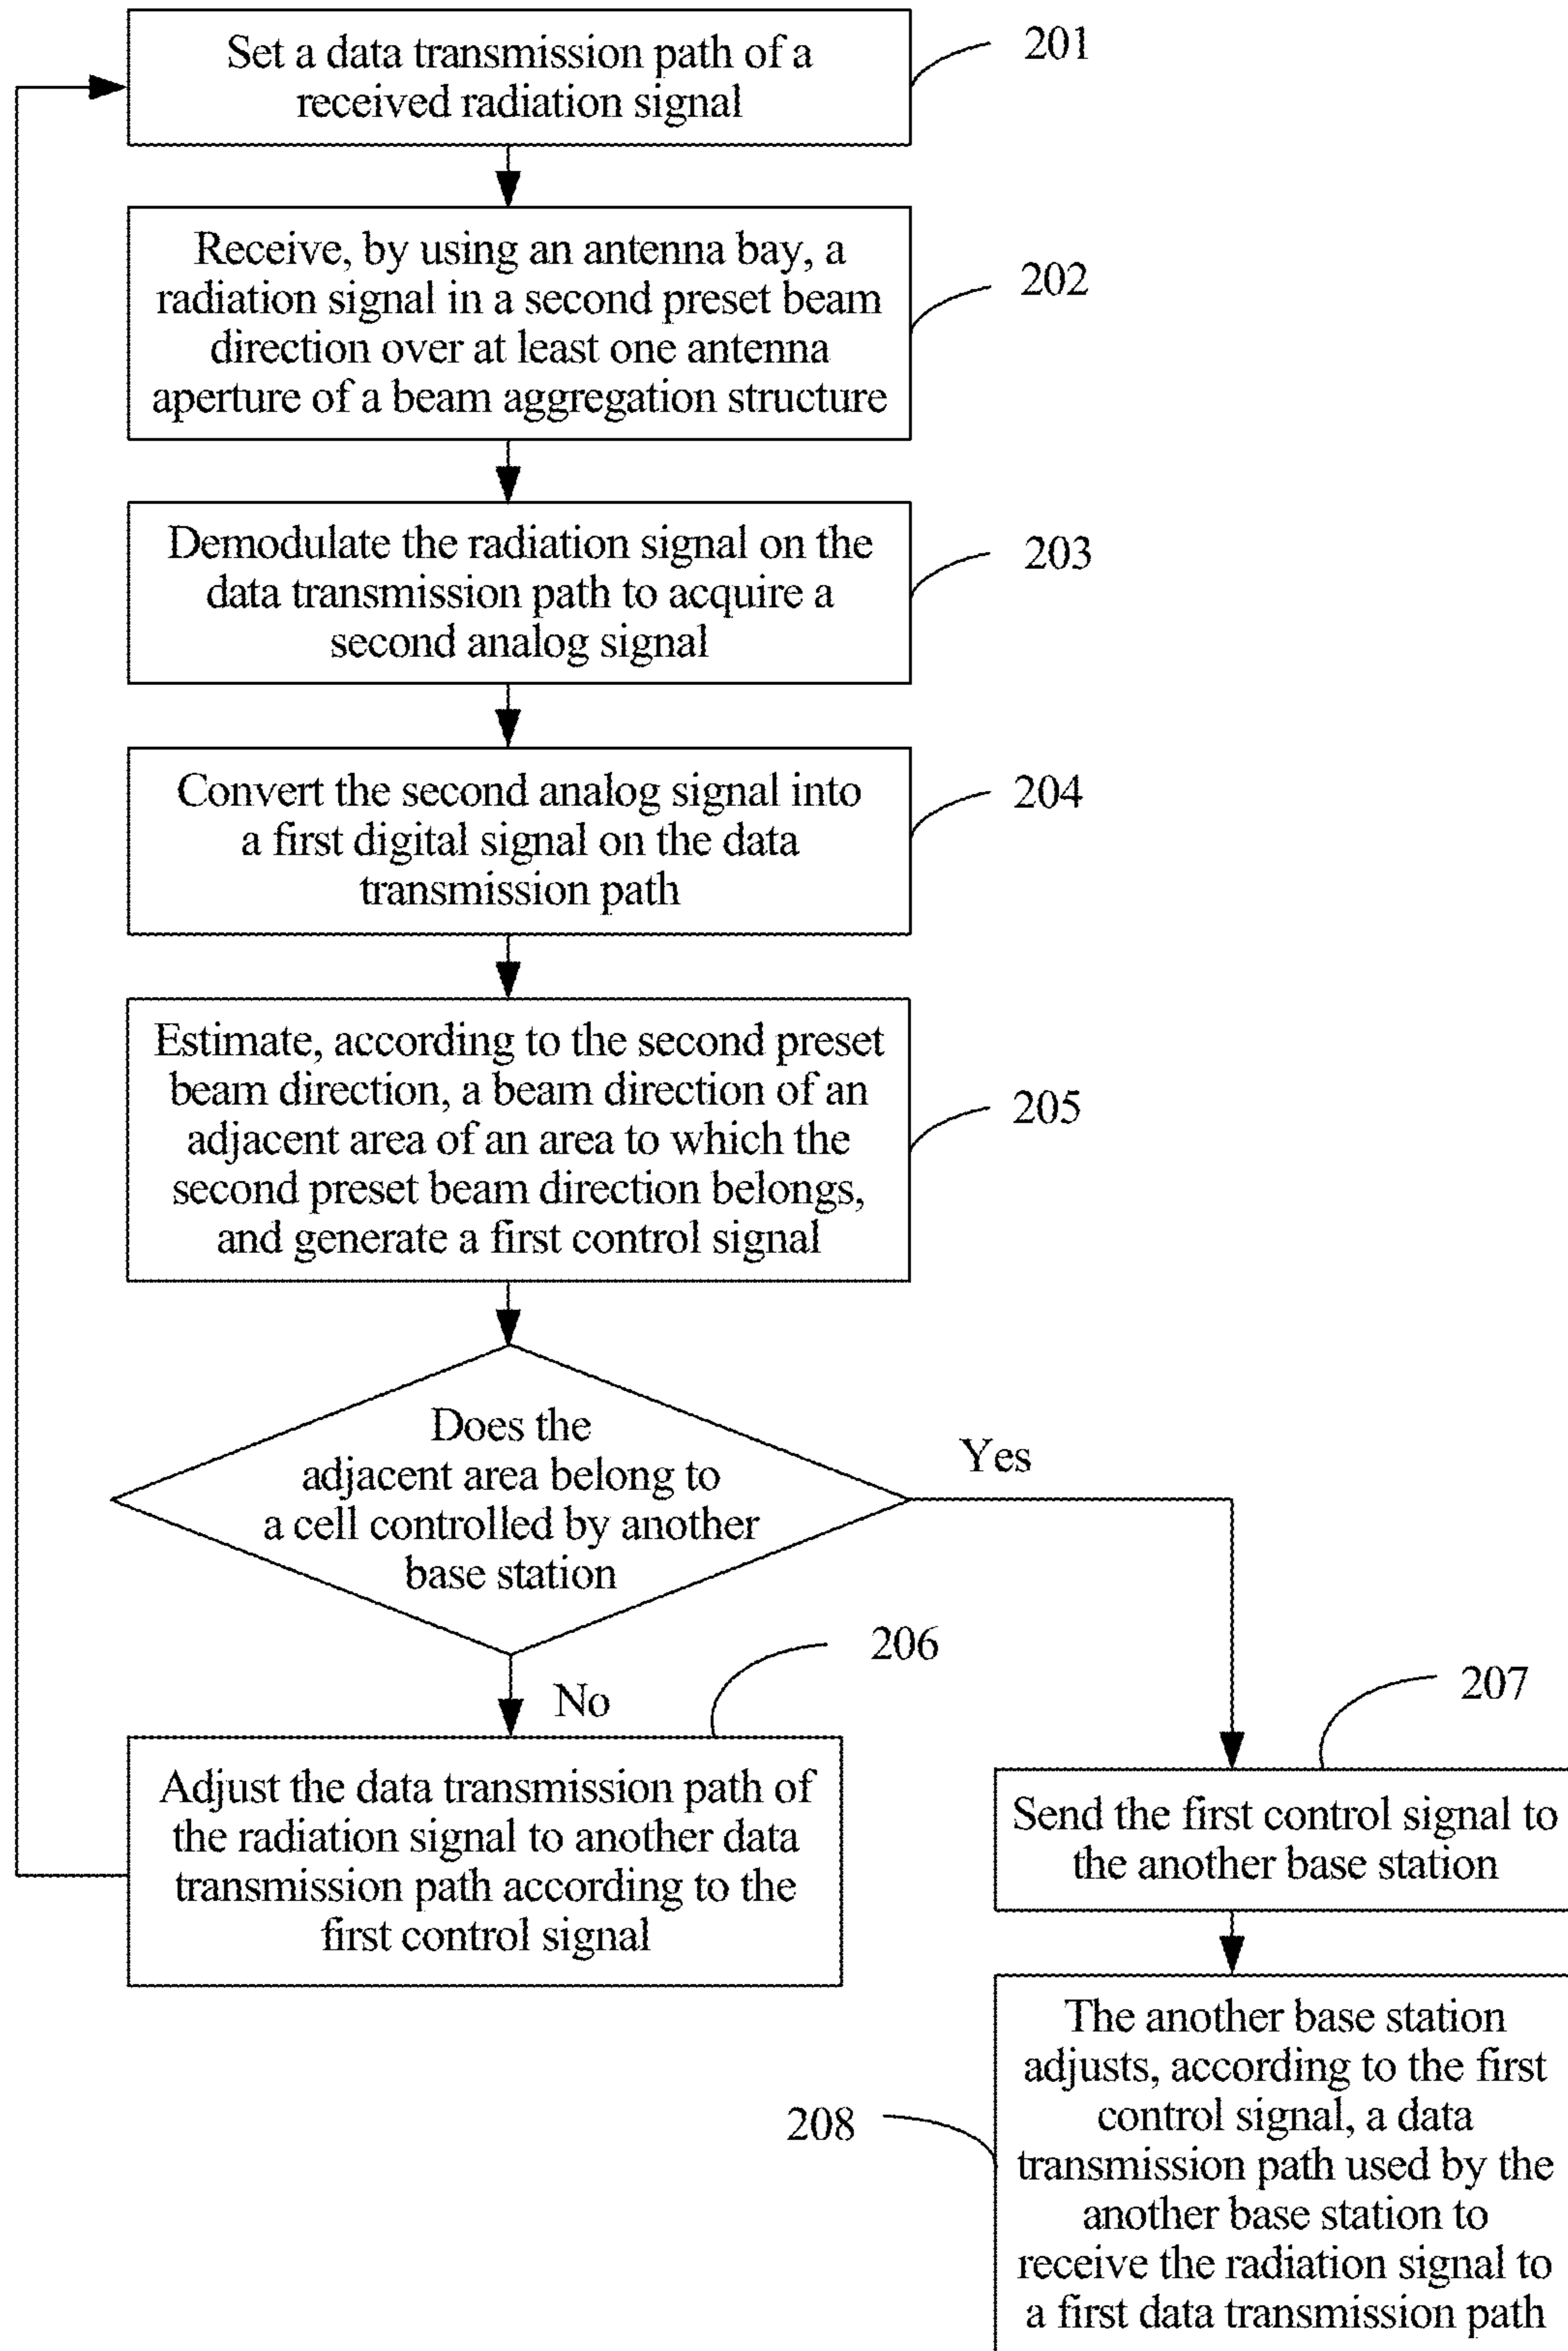 Set a data transmission path of a
received radiation signal
201
Receive, by using an antenna bay, a
radiation signal in a second preset beam
direction over at least one antenna
aperture of a beam aggregation structure
202
Demodulate the radiation signal on the
data transmission path to acquire a
second analog signal
203
Convert the second analog signal into
a first digital signal on the data
transmission path
204
Estimate, according to the second preset
beam direction, a beam direction of an
adjacent area of an area to which the
second preset beam direction belongs,
and generate a first control signal
205
Does the
adjacent area belong to
a cell controlled by another
base station
Yes
No
206
Adjust the data transmission path of
the radiation signal to another data
transmission path according to the
first control signal
207
Send the first control signal to
the another base station
208
The another base station
adjusts, according to the first
control signal, a data
transmission path used by the
another base station to
receive the radiation signal to
a first data transmission path